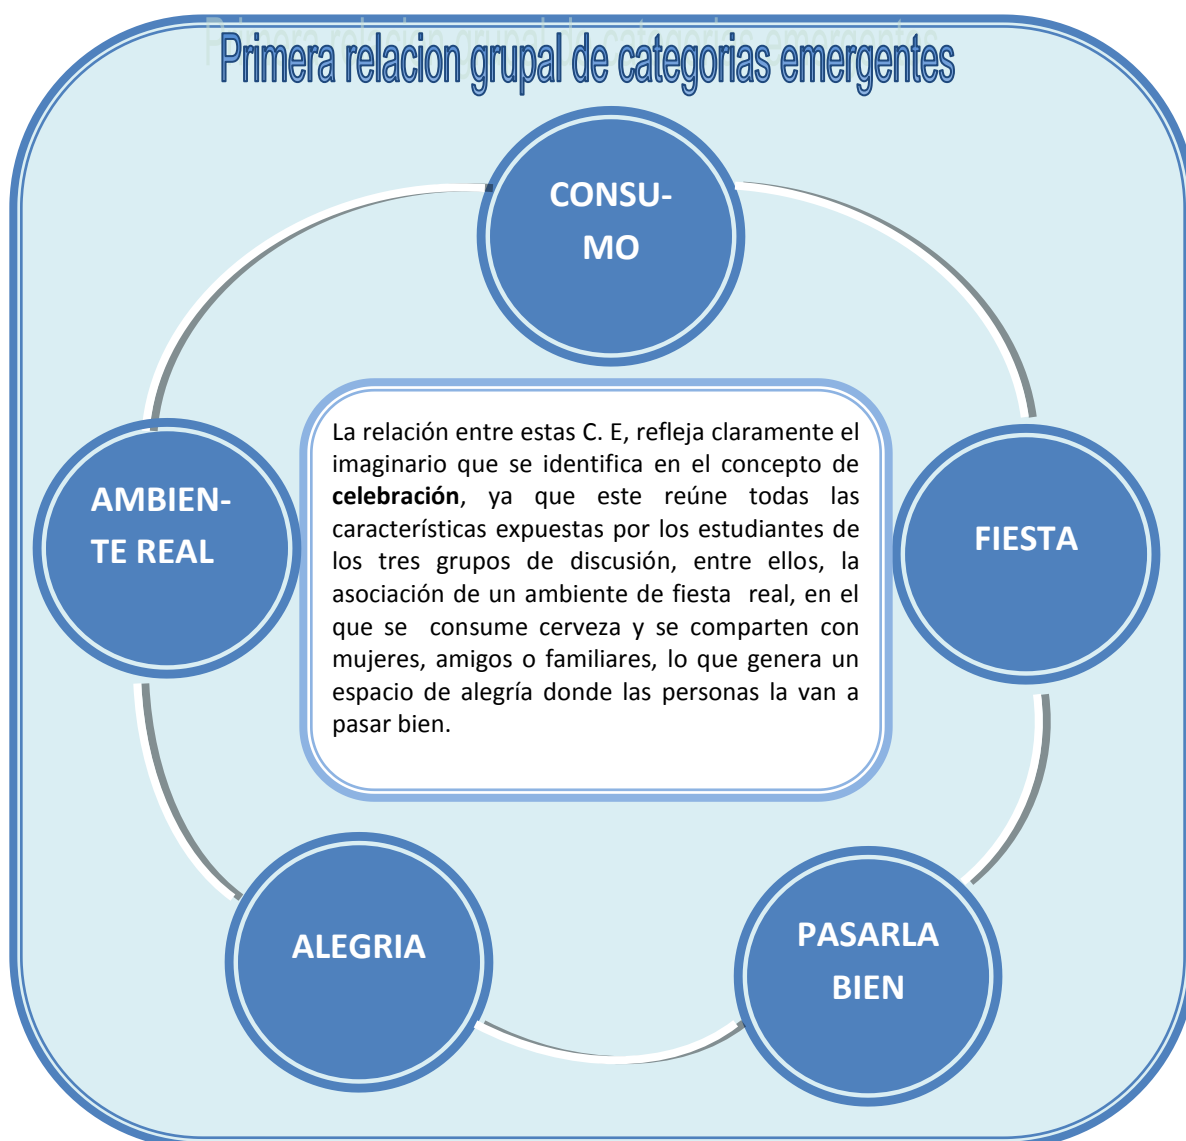 Primera relacion grupal de categorias emergentes
CONSU-
MO
AMBIEN-
TE REAL
La relación entre estas C. E, refleja claramente el
imaginario que se identifica en el concepto de
celebración, ya que este reúne todas las
características expuestas por los estudiantes de
los tres grupos de discusión, entre ellos, la
asociación de un ambiente de fiesta real, en el
que se consume cerveza y se comparten con
mujeres, amigos o familiares, lo que genera un
espacio de alegría donde las personas la van a
pasar bien.
FIESTA
ALEGRIA
PASARLA
BIEN